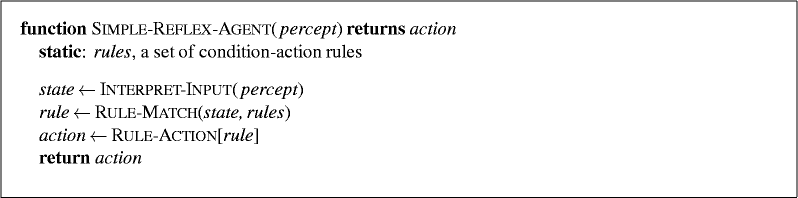 function SIMPLE-REFLEX-AGENT( percept) returns action
static: rules, a set of condition-action rules
state ← INTERPRET-INPUT( percept)
rule ← RULE-MATCH(state, rules)
action ← RULE-ACTION[rule]
return action